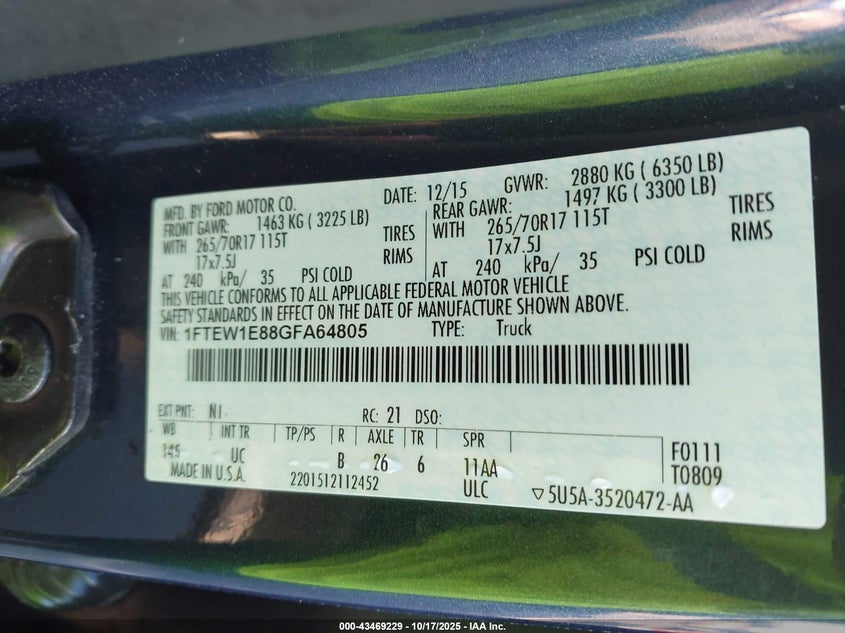 MFD. BY FORD MOTOR CO. DATE: 12/15 GVWR: 2880 KG ( 6350 LB)
FRONT GAWR: 1463 KG ( 3225 LB) REAR GAWR: 1497 KG ( 3300 LB)
WITH 265/70R17 115T TIRES WITH 265/70R17 115T TIRES
17x7.5J RIMS 17x7.5J RIMS
AT 240 kPa/ 35 PSI COLD AT 240 kPa/ 35 PSI COLD
THIS VEHICLE CONFORMS TO ALL APPLICABLE FEDERAL MOTOR VEHICLE
SAFETY STANDARDS IN EFFECT ON THE DATE OF MANUFACTURE SHOWN ABOVE.
VIN: 1FTEW1E88GFA64805 TYPE: Truck
EXT PNT: N1 RC: 21 DSO:
WB INT TR TP/PS R AXLE TR SPR
145 UC B 26 6 11AA F0111
MADE IN U.S.A. 2201512112452 ULC T0809
▽5U5A-3520472-AA
000-43469229 - 10/17/2025 - IAA Inc.